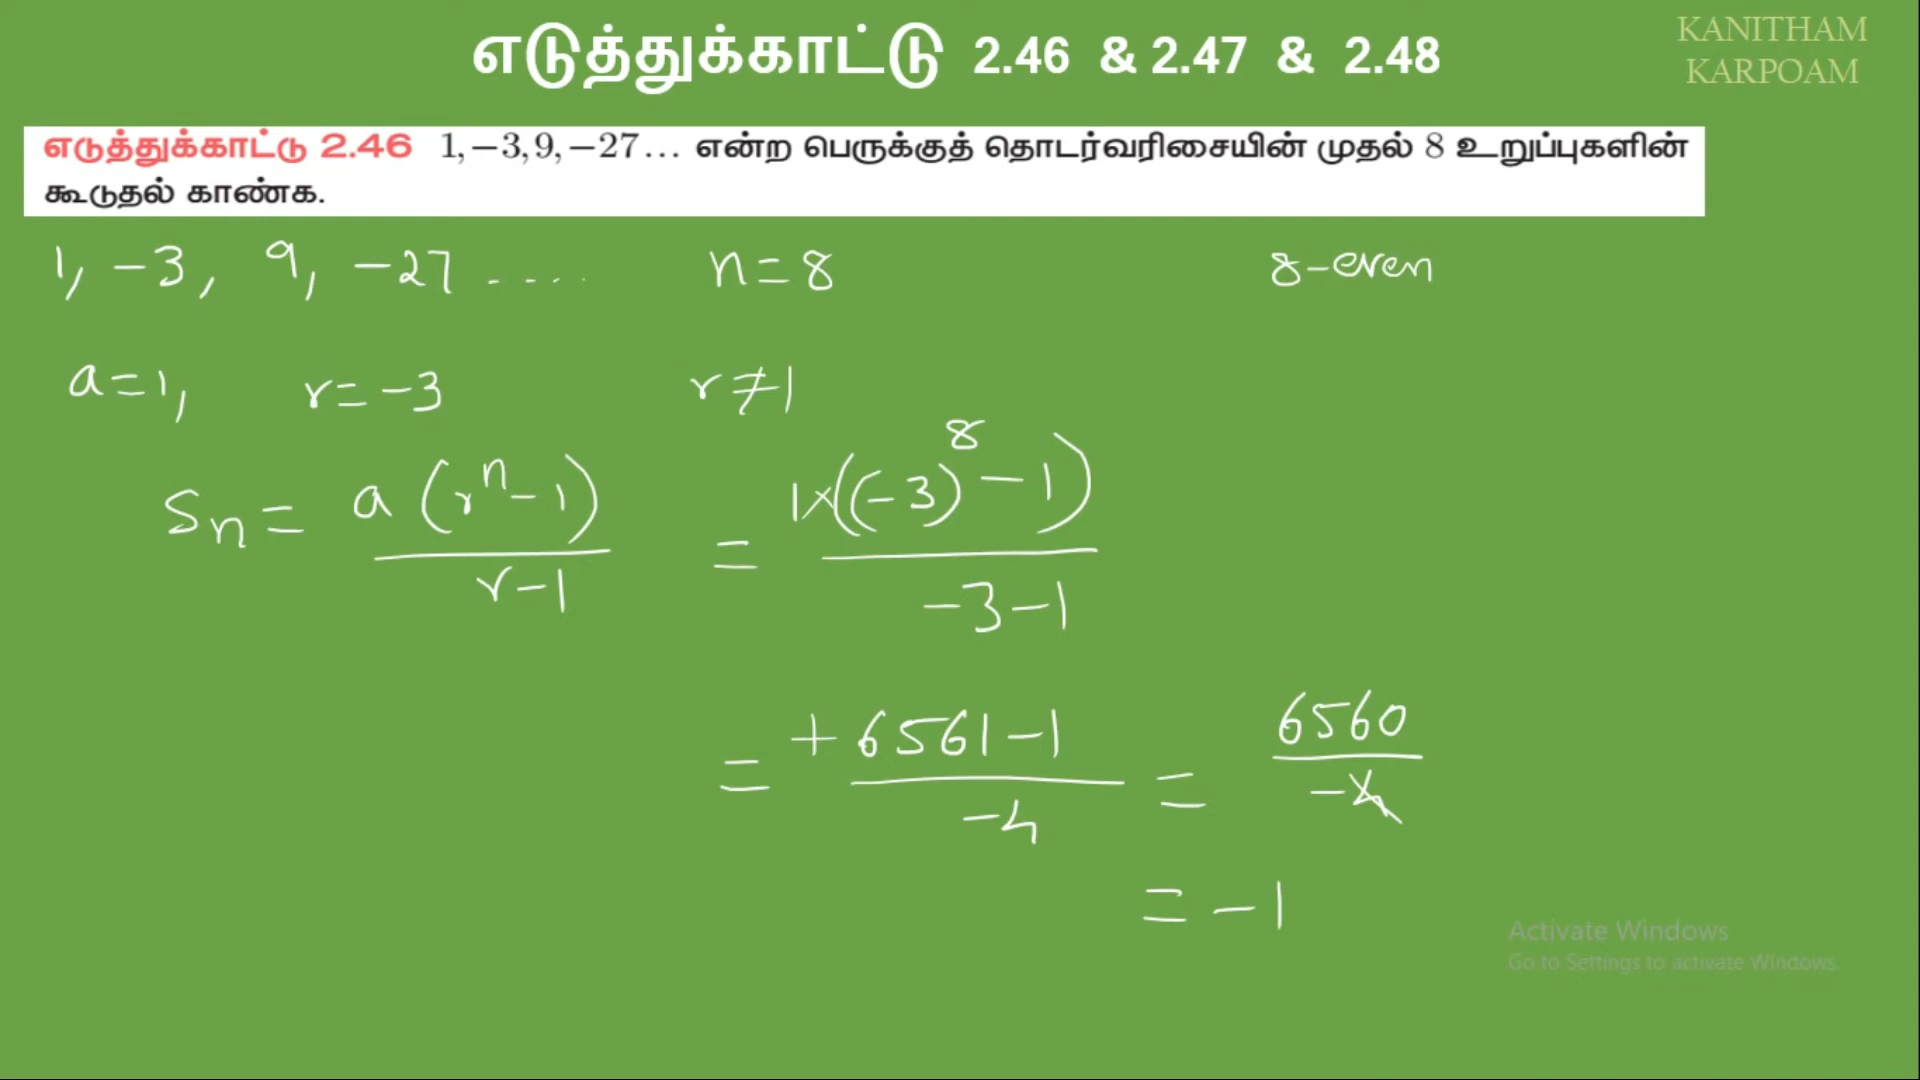 எடுத்துக்காட்டு 2.46 & 2.47 & 2.48
KANITHAM
KARPOAM
எடுத்துக்காட்டு 2.46 1,−3,9,−27... என்ற பெருக்குத் தொடர்வரிசையின் முதல் 8 உறுப்புகளின்
கூடுதல் காண்க.
1, −3, 9, −27 ..... n=8 8−even
a=1, r=−3 r≠1
Sn = a(r^n−1)/(r−1) = 1×((−3)^8−1)/(−3−1)
= +6561−1/−4 = 6560/−4
= −1
Activate Windows
Go to Settings to activate Windows.